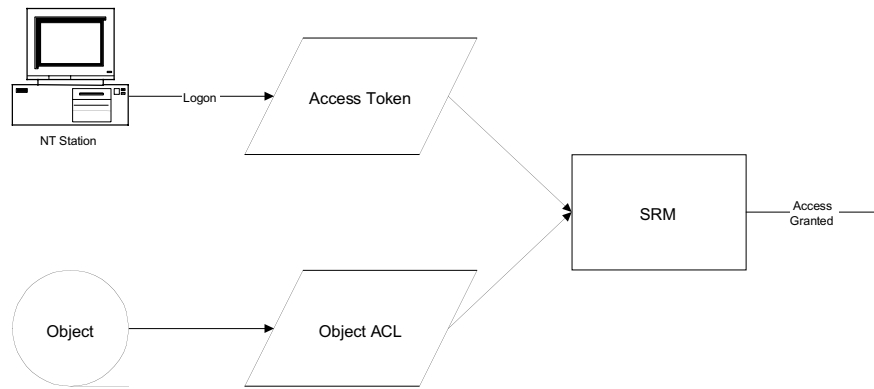 Logon
Access Token
NT Station
SRM
Access
Granted
Object
Object ACL